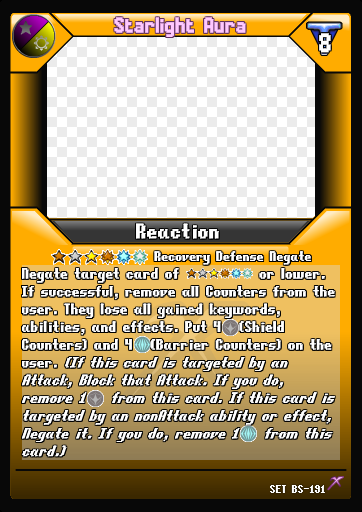 Starlight Aura
8
Reaction
Recovery Defense Negate
Negate target card of or lower.
If successful, remove all Counters from the
user. They lose all gained keywords,
abilities, and effects. Put 4(Shield
Counters) and 4(Barrier Counters) on the
user. (If this card is targeted by an
Attack, Block that Attack. If you do,
remove 1 from this card. If this card is
targeted by an nonAttack ability or effect,
Negate it. If you do, remove 1 from this
card.)
SET BS-191